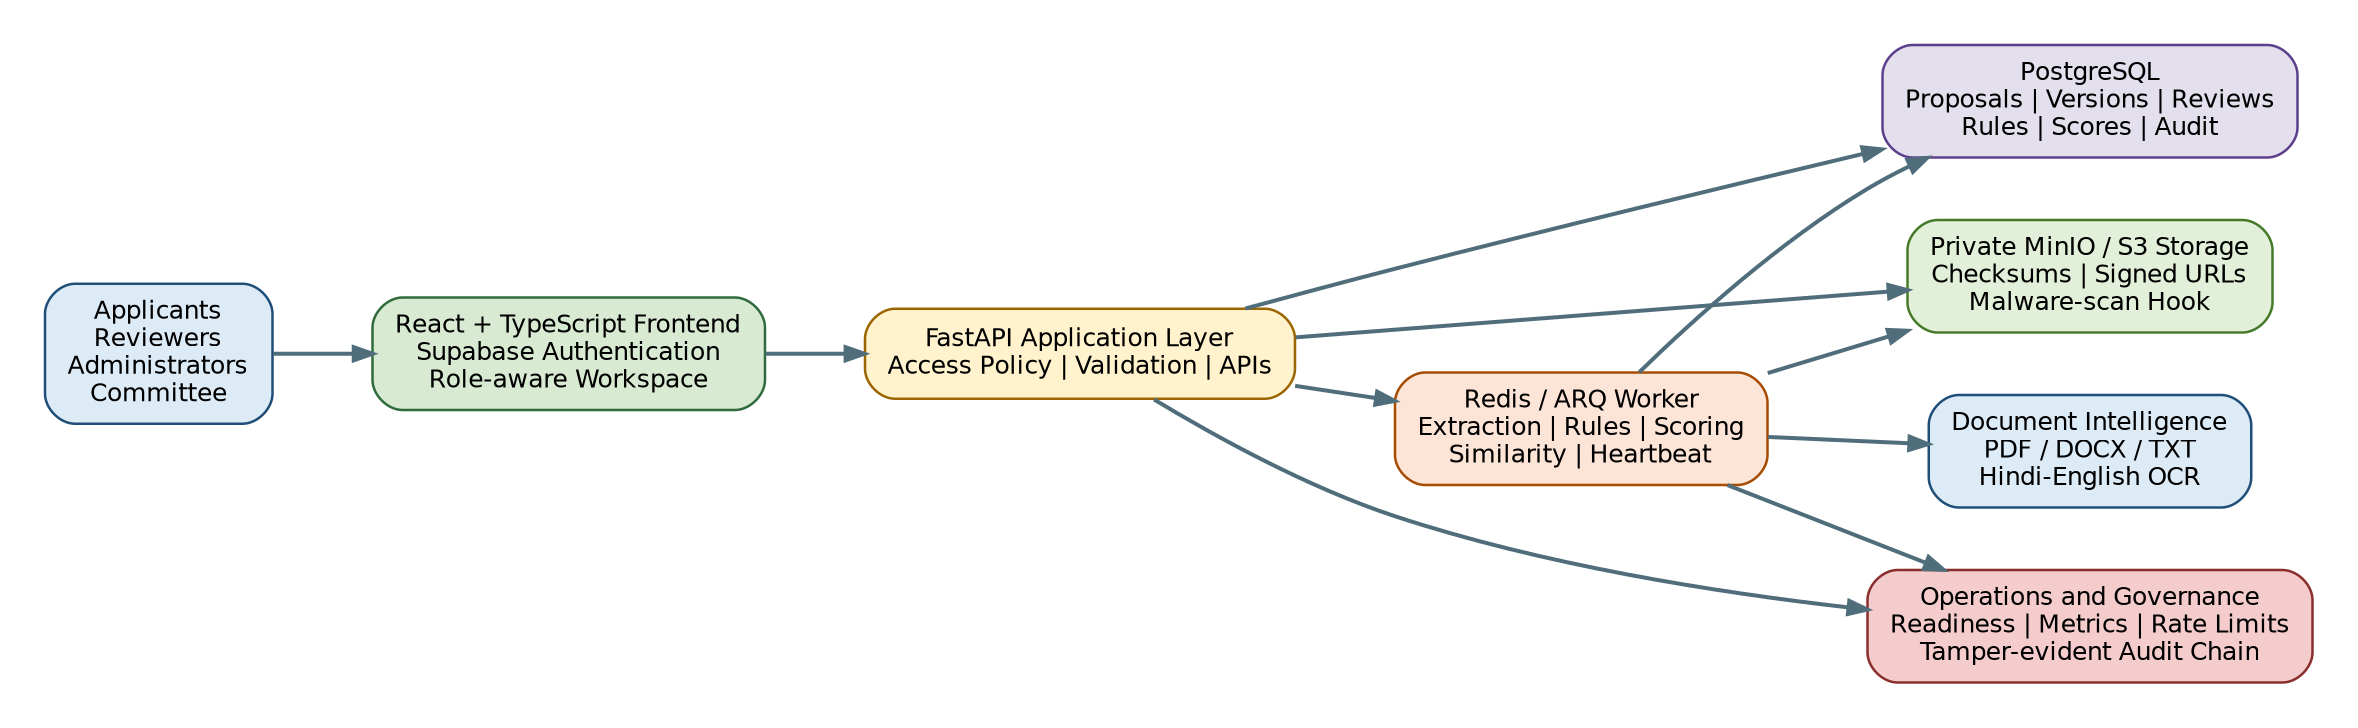 Applicants
Reviewers
Administrators
Committee
React + TypeScript Frontend
Supabase Authentication
Role-aware Workspace
FastAPI Application Layer
Access Policy | Validation | APIs
Redis / ARQ Worker
Extraction | Rules | Scoring
Similarity | Heartbeat
PostgreSQL
Proposals | Versions | Reviews
Rules | Scores | Audit
Private MinIO / S3 Storage
Checksums | Signed URLs
Malware-scan Hook
Document Intelligence
PDF / DOCX / TXT
Hindi-English OCR
Operations and Governance
Readiness | Metrics | Rate Limits
Tamper-evident Audit Chain